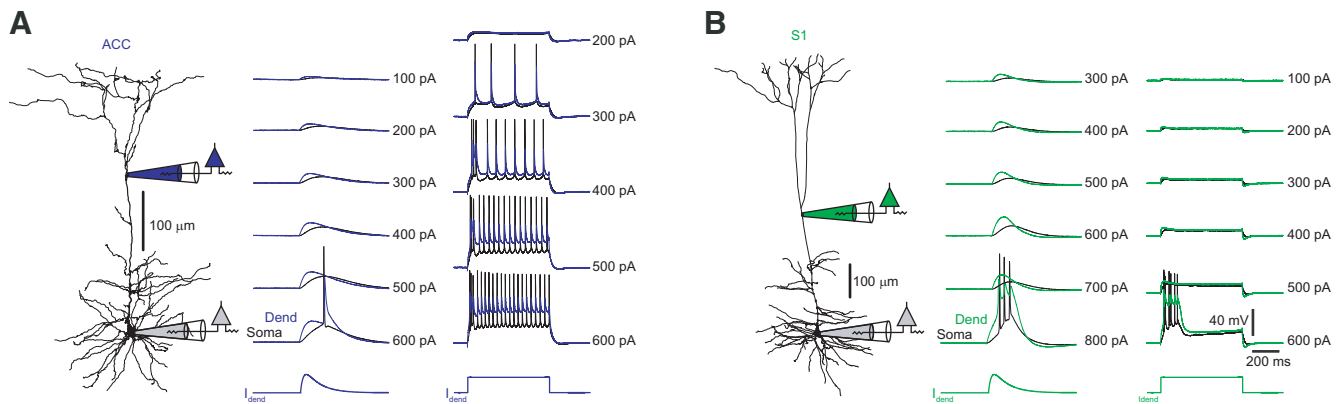 A
ACC
100 μm
100 pA
200 pA
300 pA
400 pA
500 pA
Dend
Soma
600 pA
I dend
200 pA
300 pA
400 pA
500 pA
600 pA
I dend
B
S1
100 μm
300 pA
400 pA
500 pA
600 pA
700 pA
Dend
Soma
800 pA
I dend
100 pA
200 pA
300 pA
400 pA
500 pA
40 mV
600 pA
200 ms
Idend